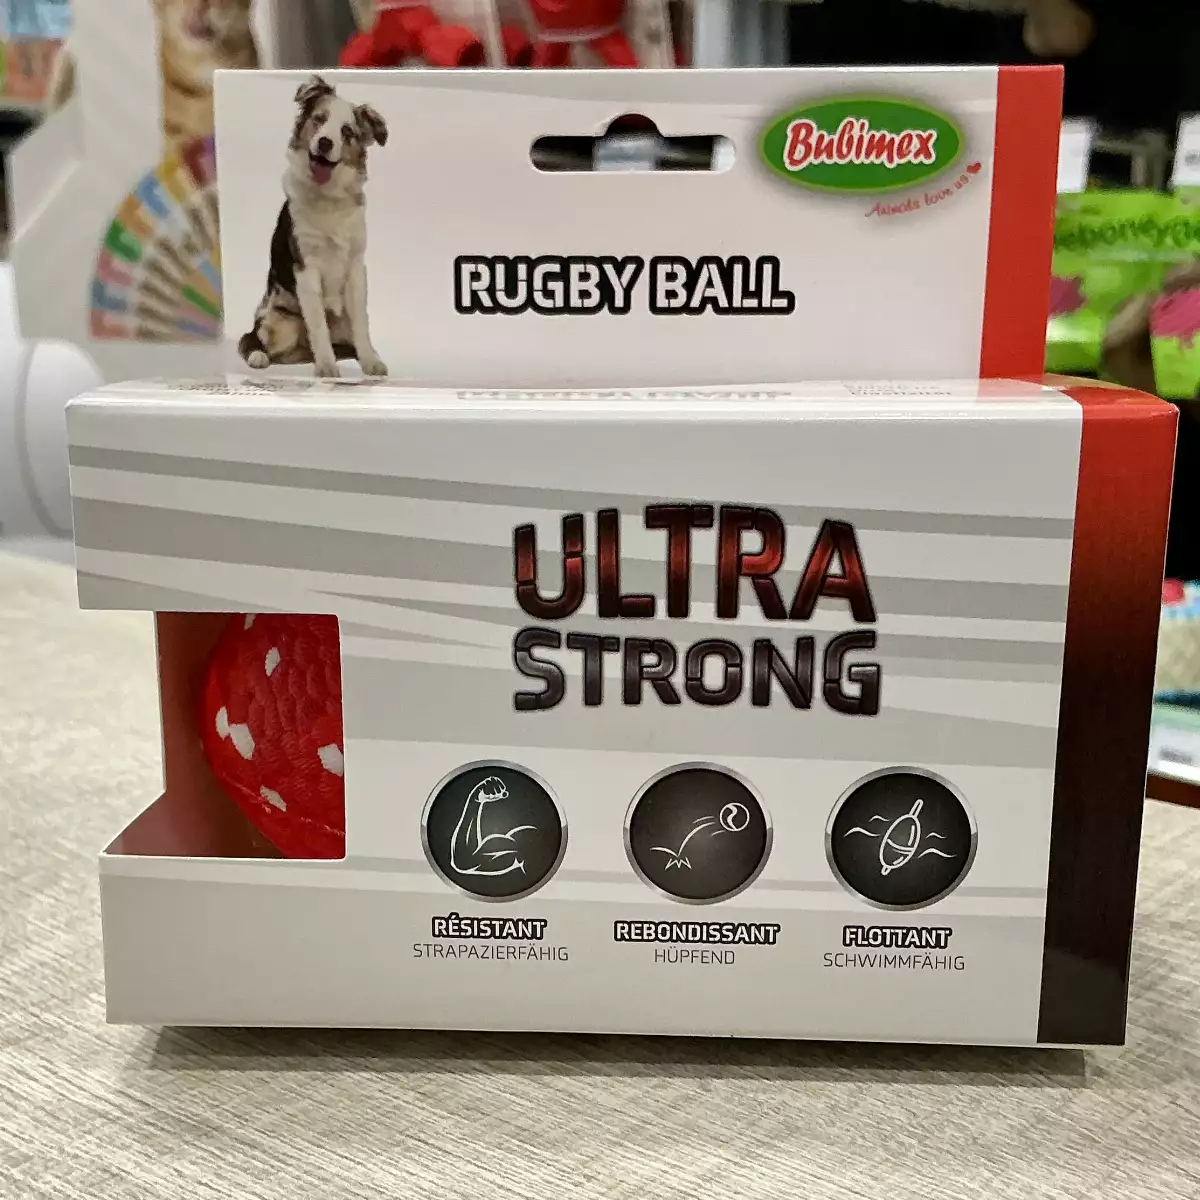 Bubimex
Animals love us
RUGBY BALL
ULTRA
STRONG
RÉSISTANT
STRAPAZIERFÄHIG
REBONDISSANT
HÜPFEND
FLOTTANT
SCHWIMMFÄHIG